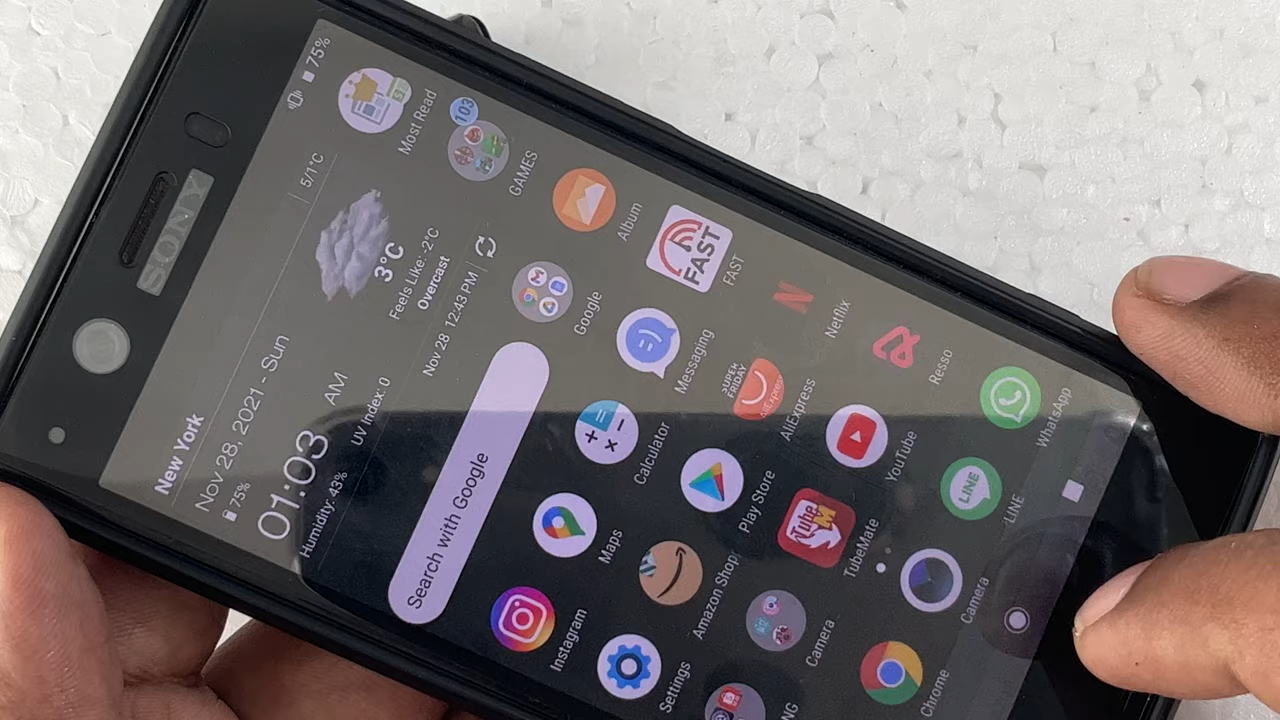 SONY
75%
New York
5/1°C
Nov 28, 2021 - Sun
75%
3°C
01:03 AM
Feels Like: -2°C
Overcast
Humidity: 43%
UV Index: 0
Nov 28 12:43 PM
Search with Google
Most Read
103
GAMES
Album
FAST
FAST
Google
Messaging
SUPER
FRIDAY
AliExpress
AliExpress
Netflix
Resso
WhatsApp
Calculator
Play Store
YouTube
LINE
LINE
Maps
Amazon Shop
Tube
M
TubeMate
Camera
Instagram
Settings
Camera
Chrome
NG